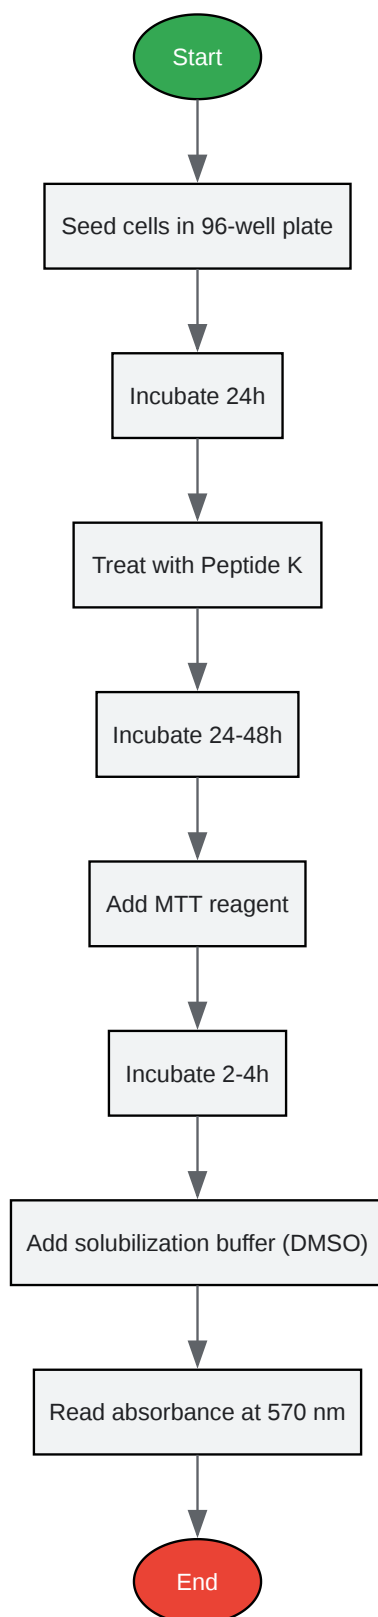 Start
Seed cells in 96-well plate
Incubate 24h
Treat with Peptide K
Incubate 24-48h
Add MTT reagent
Incubate 2-4h
Add solubilization buffer (DMSO)
Read absorbance at 570 nm
End